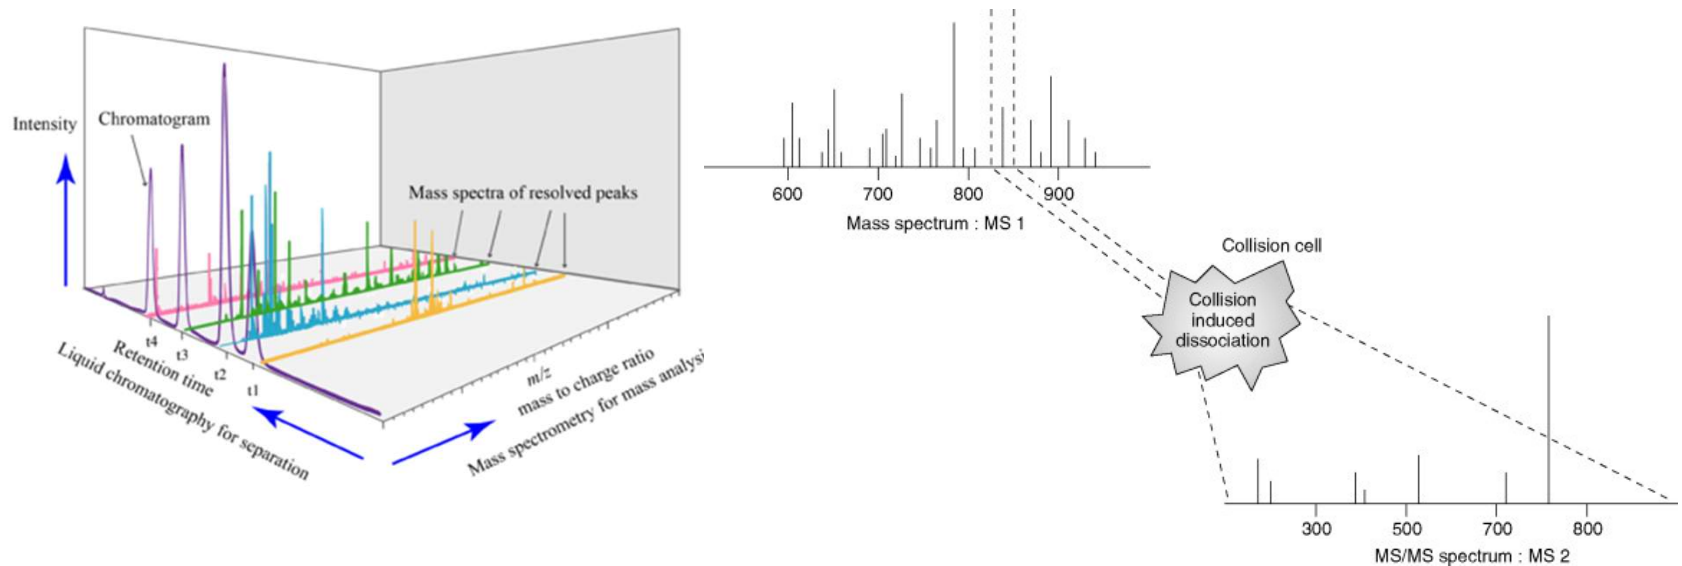 Intensity
Chromatogram
Mass spectra of resolved peaks
t4
t3
t2
t1
Retention time
Liquid chromatography for separation
m/z
mass to charge ratio
Mass spectrometry for mass analysi
600 700 800 900
Mass spectrum : MS 1
Collision cell
Collision
induced
dissociation
300 500 700 800
MS/MS spectrum : MS 2